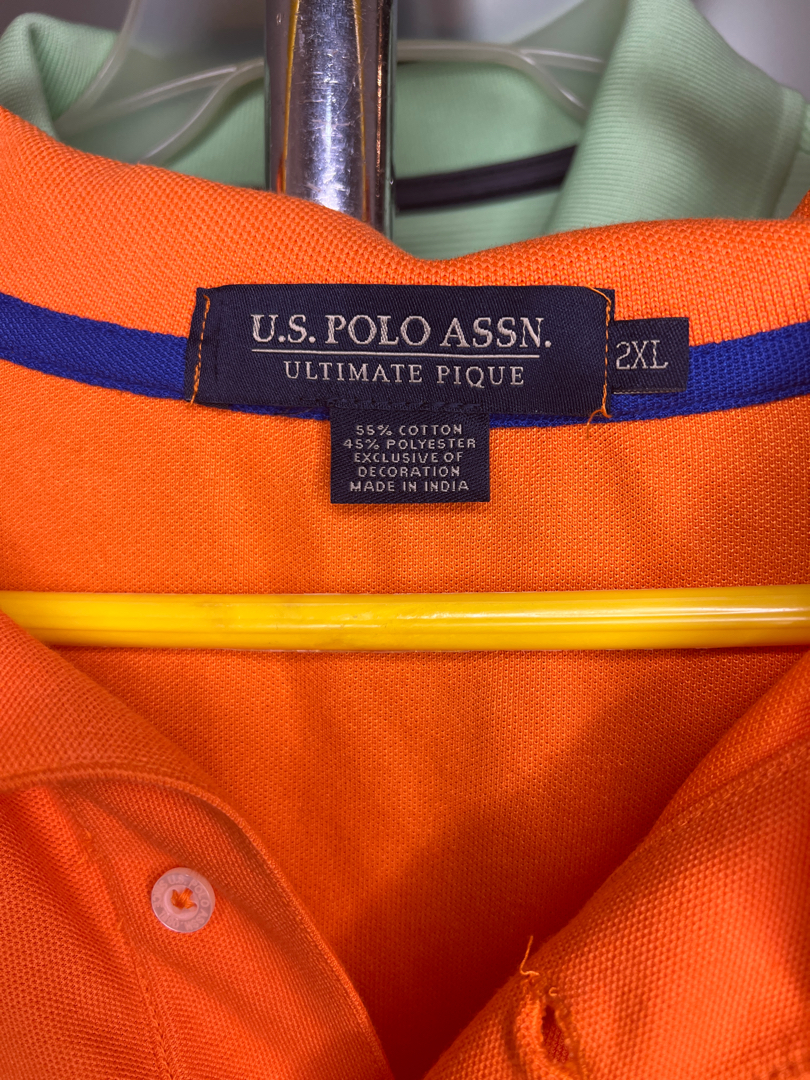 U.S. POLO ASSN.
ULTIMATE PIQUE
2XL
55% COTTON
45% POLYESTER
EXCLUSIVE OF
DECORATION
MADE IN INDIA